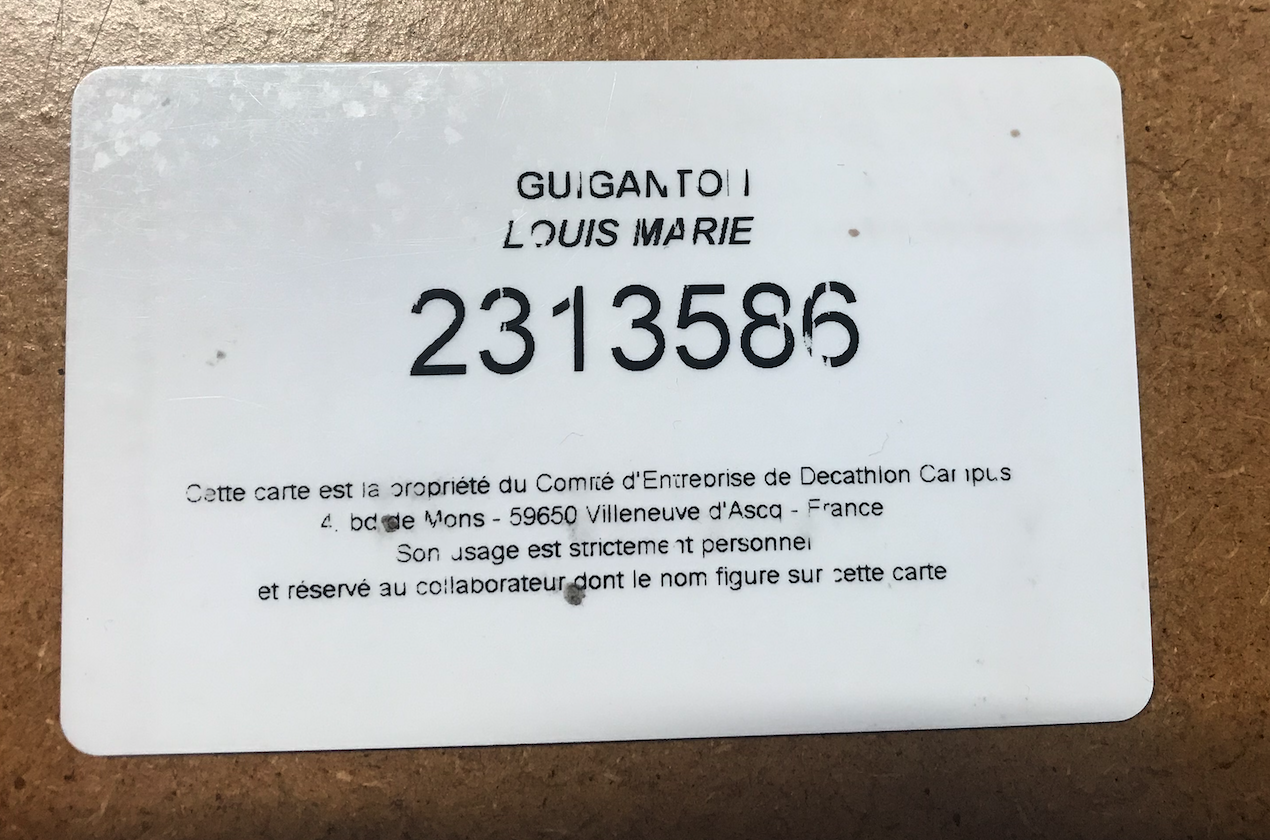 LOUIS MARIE
2313586
Cette carte est la propriété du Comité d'Entreprise de Decathlon Campus
4, bd de Mons - 59650 Villeneuve d'Ascq - France
Son usage est strictement personnel
et réservé au collaborateur dont le nom figure sur cette carte